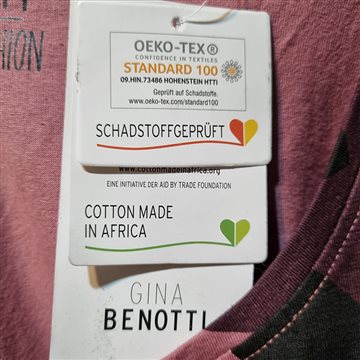 HION
OEKO-TEX®
CONFIDENCE IN TEXTILES
STANDARD 100
09.HIN.73486 HOHENSTEIN HTTI
Geprüft auf Schadstoffe.
www.oeko-tex.com/standard100
SCHADSTOFFGEPRÜFT
www.cottonmadeinafrica.org
EINE INITIATIVE DER AID BY TRADE FOUNDATION
COTTON MADE
IN AFRICA
GINA
BENOTTI